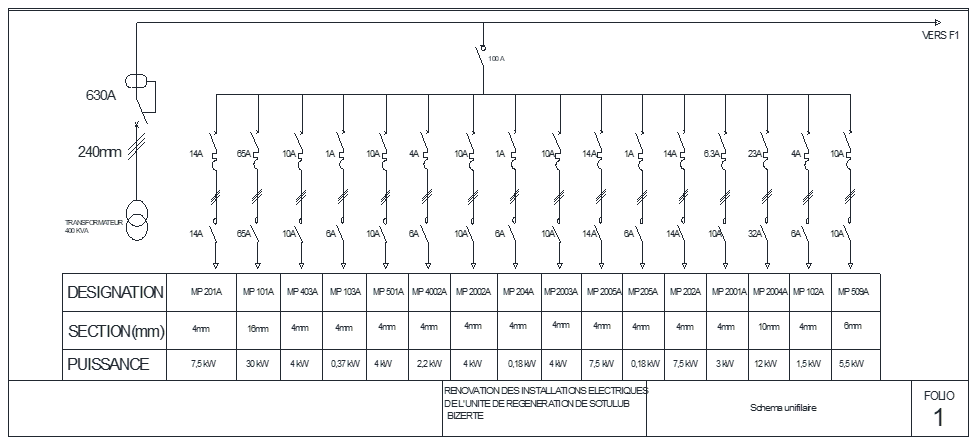 VERS F1
100 A
630A
240mm
TRANSFORMATEUR
400 KVA
14A 65A 10A 1A 10A 4A 10A 1A 10A 14A 1A 14A 6.3A 23A 4A 10A
14A 65A 10A 6A 10A 6A 10A 6A 10A 14A 6A 14A 10A 32A 6A 10A
DESIGNATION MP 201A MP 101A MP 403A MP 103A MP 501A MP 4002A MP 2002A MP 204A MP 2003A MP 2005A MP 205A MP 202A MP 2001A MP 2004A MP 102A MP 509A
SECTION(mm) 4mm 16mm 4mm 4mm 4mm 4mm 4mm 4mm 4mm 4mm 4mm 4mm 4mm 10mm 4mm 6mm
PUISSANCE 7,5 kW 30 kW 4 kW 0,37 kW 4 kW 2,2 kW 4 kW 0,18 kW 4 kW 7,5 kW 0,18 kW 7,5 kW 3 kW 12 kW 1,5 kW 5,5 kW
RENOVATION DES INSTALLATIONS ELECTRIQUES
DE L'UNITE DE REGENERATION DE SOTULUB
BIZERTE
Schema unifilaire
FOLIO
1